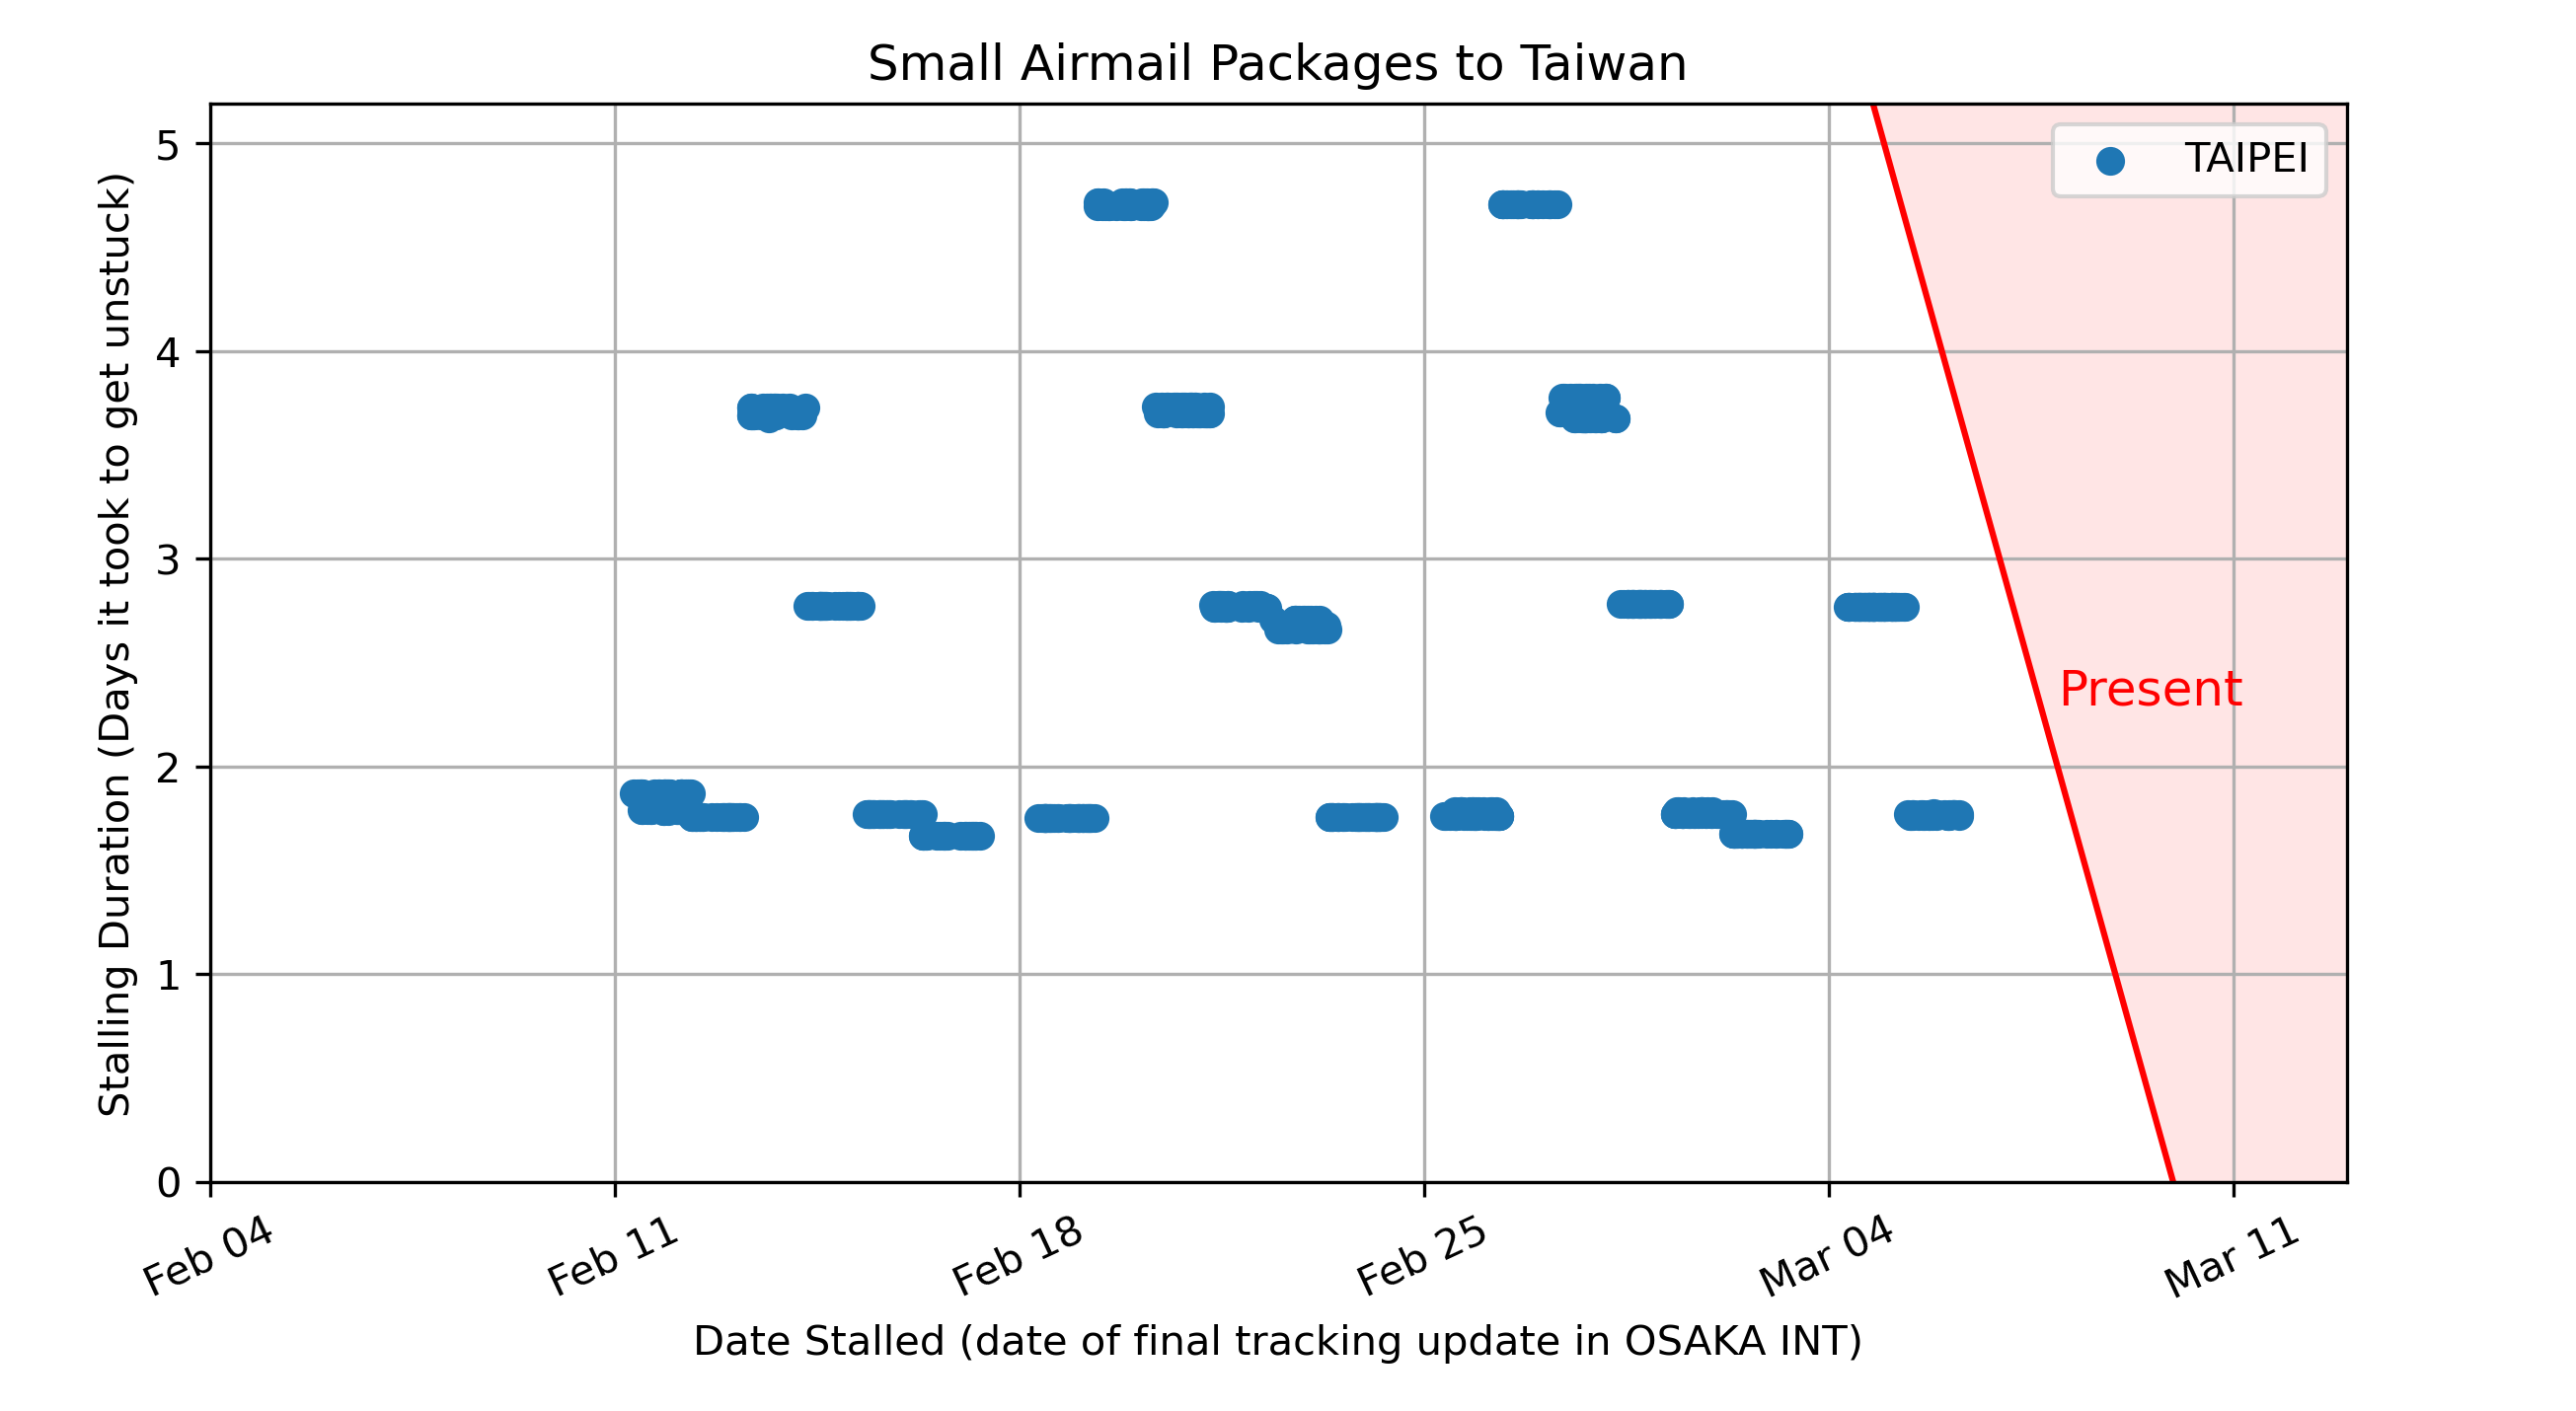 Small Airmail Packages to Taiwan
TAIPEI
Present
Stalling Duration (Days it took to get unstuck)
5
4
3
2
1
0
Feb 04
Feb 11
Feb 18
Feb 25
Mar 04
Mar 11
Date Stalled (date of final tracking update in OSAKA INT)